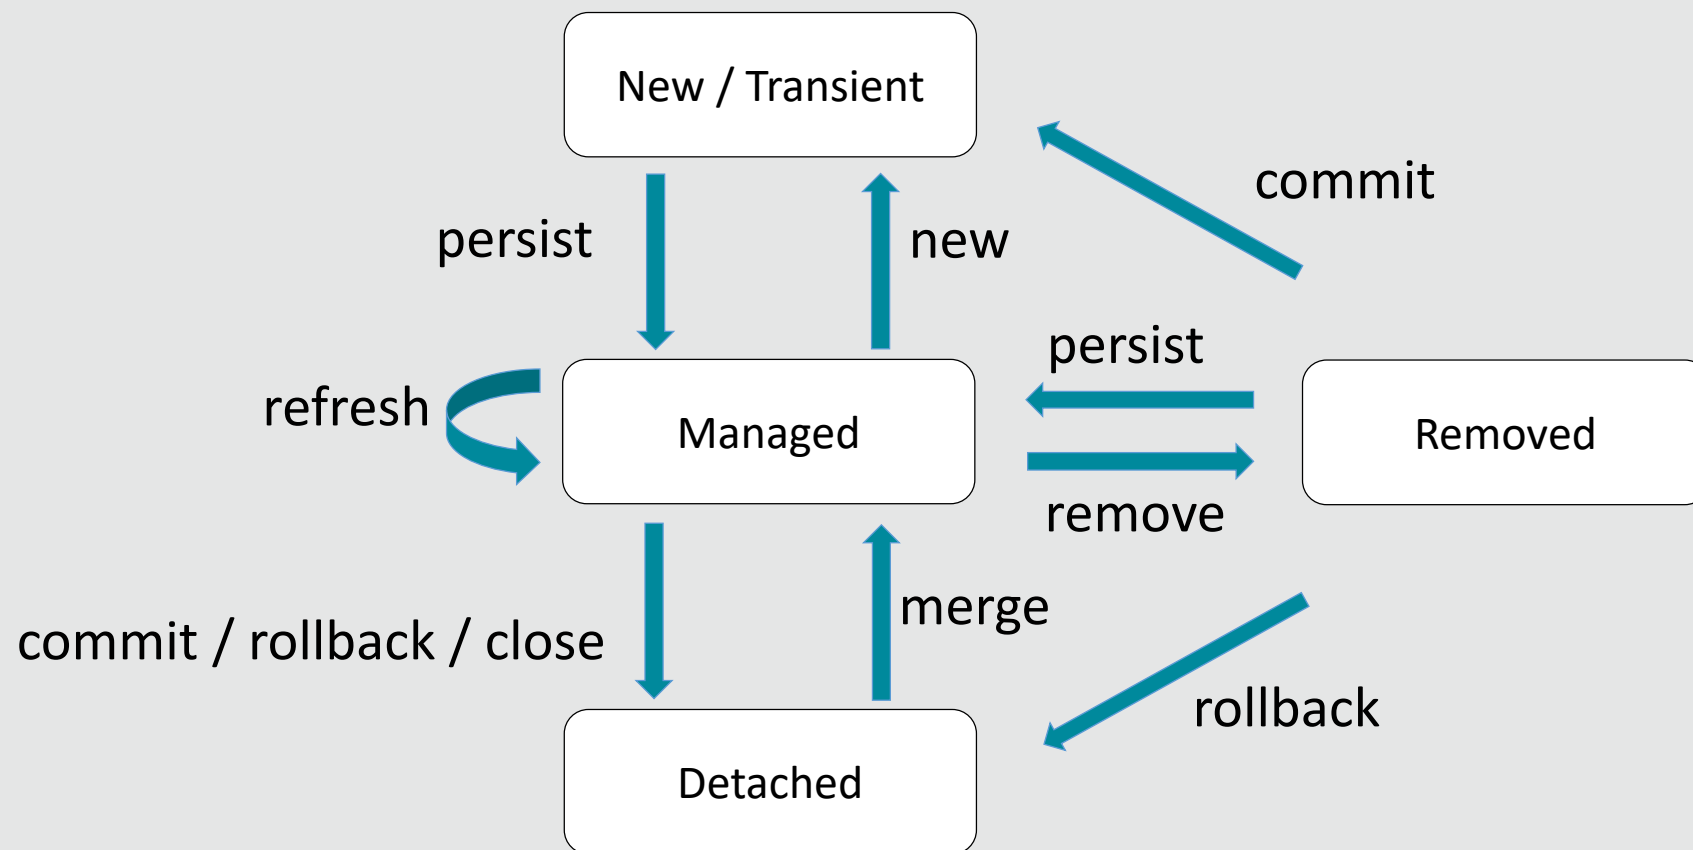 New / Transient
commit
persist
new
persist
refresh
Managed
Removed
remove
merge
commit / rollback / close
rollback
Detached